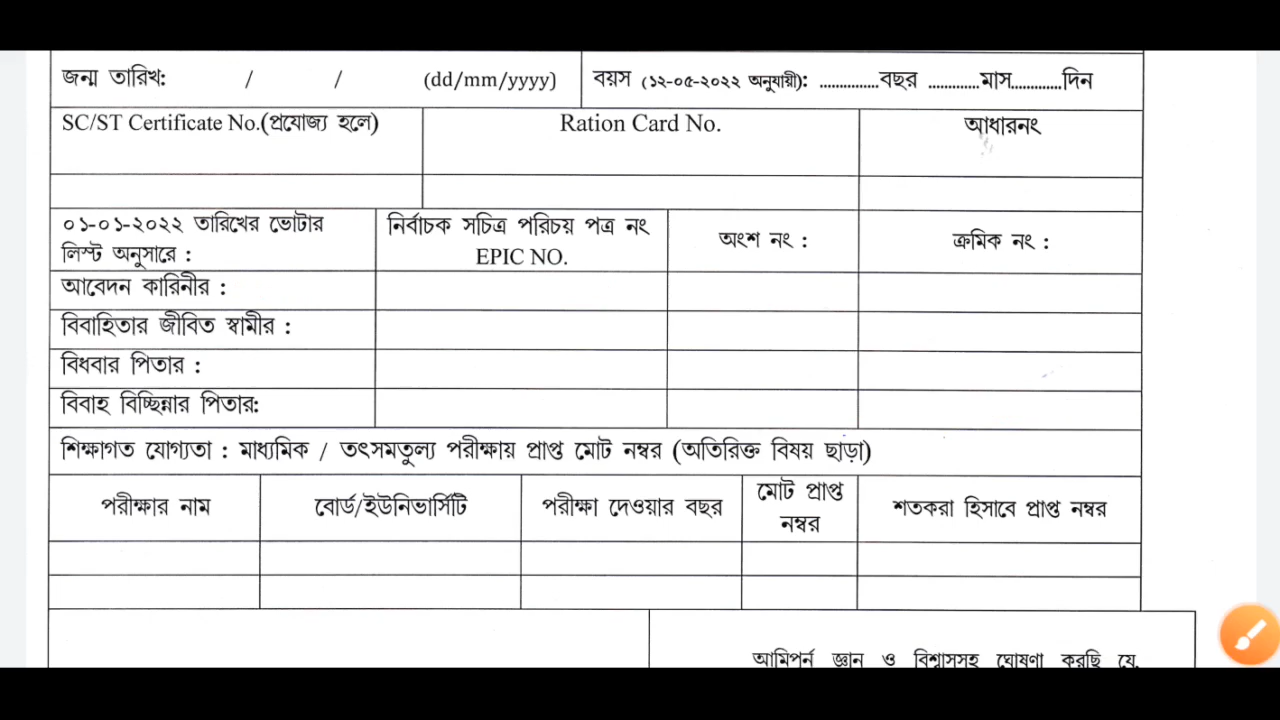 জন্ম তারিখ: / / (dd/mm/yyyy)
বয়স (১২-০৫-২০২২ অনুযায়ী): ..............বছর ............মাস............দিন
SC/ST Certificate No.(প্রযোজ্য হলে)
Ration Card No.
আধারনং
০১-০১-২০২২ তারিখের ভোটার
লিস্ট অনুসারে :
নির্বাচক সচিত্র পরিচয় পত্র নং
EPIC NO.
অংশ নং :
ক্রমিক নং :
আবেদন কারিনীর :
বিবাহিতার জীবিত স্বামীর :
বিধবার পিতার :
বিবাহ বিচ্ছিন্নার পিতার:
শিক্ষাগত যোগ্যতা : মাধ্যমিক / তৎসমতুল্য পরীক্ষায় প্রাপ্ত মোট নম্বর (অতিরিক্ত বিষয় ছাড়া)
পরীক্ষার নাম
বোর্ড/ইউনিভার্সিটি
পরীক্ষা দেওয়ার বছর
মোট প্রাপ্ত
নম্বর
শতকরা হিসাবে প্রাপ্ত নম্বর
আমিপূর্ন জ্ঞান ও বিশ্বাসসহ ঘোষণা করছি যে,